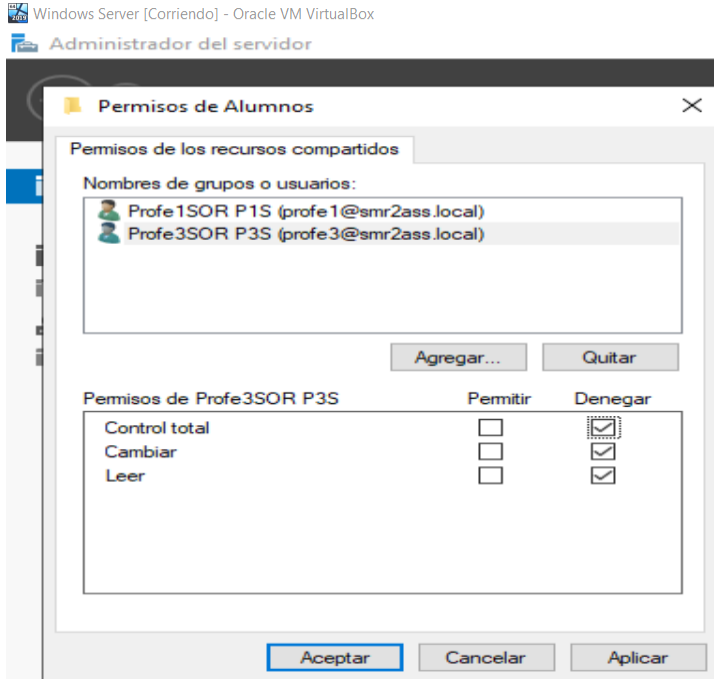 Windows Server [Corriendo] - Oracle VM VirtualBox
Administrador del servidor
Permisos de Alumnos
Permisos de los recursos compartidos
Nombres de grupos o usuarios:
Profe1SOR P1S (profe1@smr2ass.local)
Profe3SOR P3S (profe3@smr2ass.local)
Agregar... Quitar
Permisos de Profe3SOR P3S Permitir Denegar
Control total
Cambiar
Leer
Aceptar Cancelar Aplicar